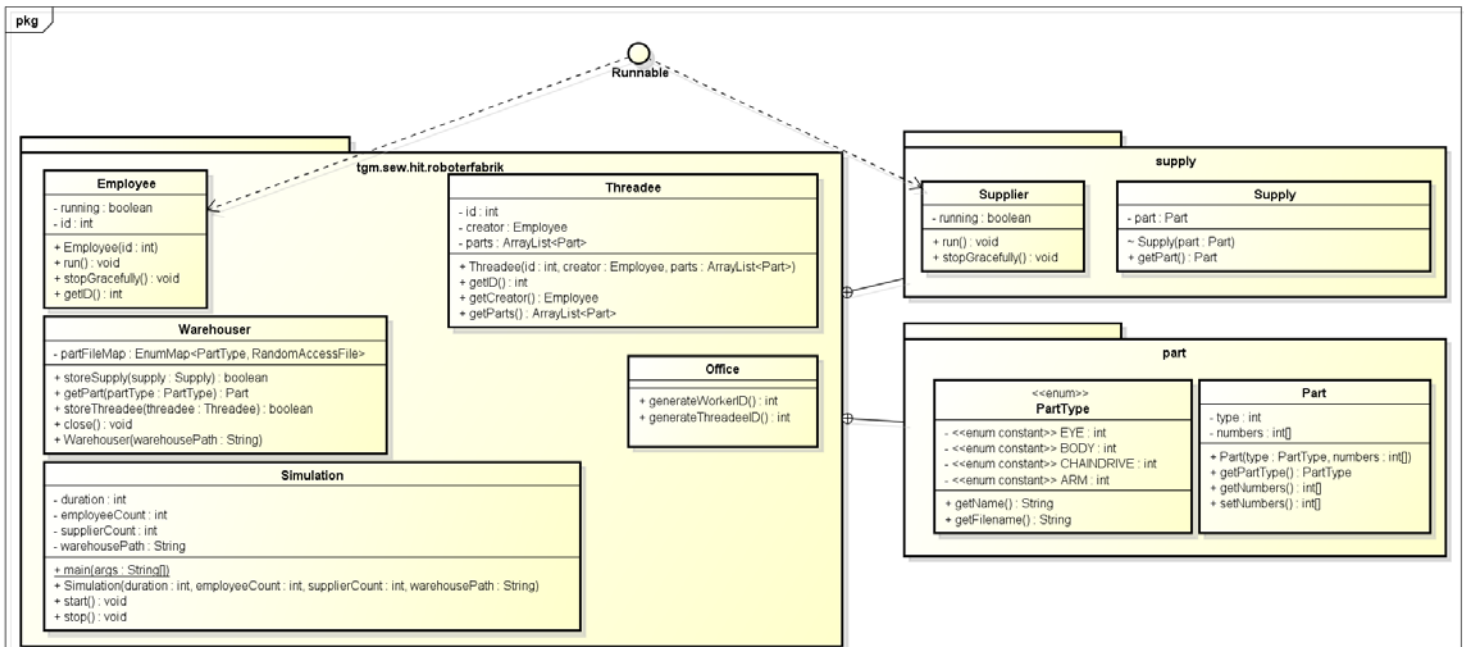 pkg
Runnable
tgm.sew.hit.roboterfabrik
Employee
- running : boolean
- id : int
+ Employee(id : int)
+ run() : void
+ stopGracefully() : void
+ getID() : int
Threadee
- id : int
- creator : Employee
- parts : ArrayList<Part>
+ Threadee(id : int, creator : Employee, parts : ArrayList<Part>)
+ getID() : int
+ getCreator() : Employee
+ getParts() : ArrayList<Part>
Warehouser
- partFileMap : EnumMap<PartType, RandomAccessFile>
+ storeSupply(supply : Supply) : boolean
+ getPart(partType : PartType) : Part
+ storeThreadee(threadee : Threadee) : boolean
+ close() : void
+ Warehouser(warehousePath : String)
Office
+ generateWorkerID() : int
+ generateThreadeeID() : int
Simulation
- duration : int
- employeeCount : int
- supplierCount : int
- warehousePath : String
+ main(args : String[])
+ Simulation(duration : int, employeeCount : int, supplierCount : int, warehousePath : String)
+ start() : void
+ stop() : void
supply
Supplier
- running : boolean
+ run() : void
+ stopGracefully() : void
Supply
- part : Part
~ Supply(part : Part)
+ getPart() : Part
part
<<enum>>
PartType
- <<enum constant>> EYE : int
- <<enum constant>> BODY : int
- <<enum constant>> CHAINDRIVE : int
- <<enum constant>> ARM : int
+ getName() : String
+ getFilename() : String
Part
- type : int
- numbers : int[]
+ Part(type : PartType, numbers : int[])
+ getPartType() : PartType
+ getNumbers() : int[]
+ setNumbers() : int[]